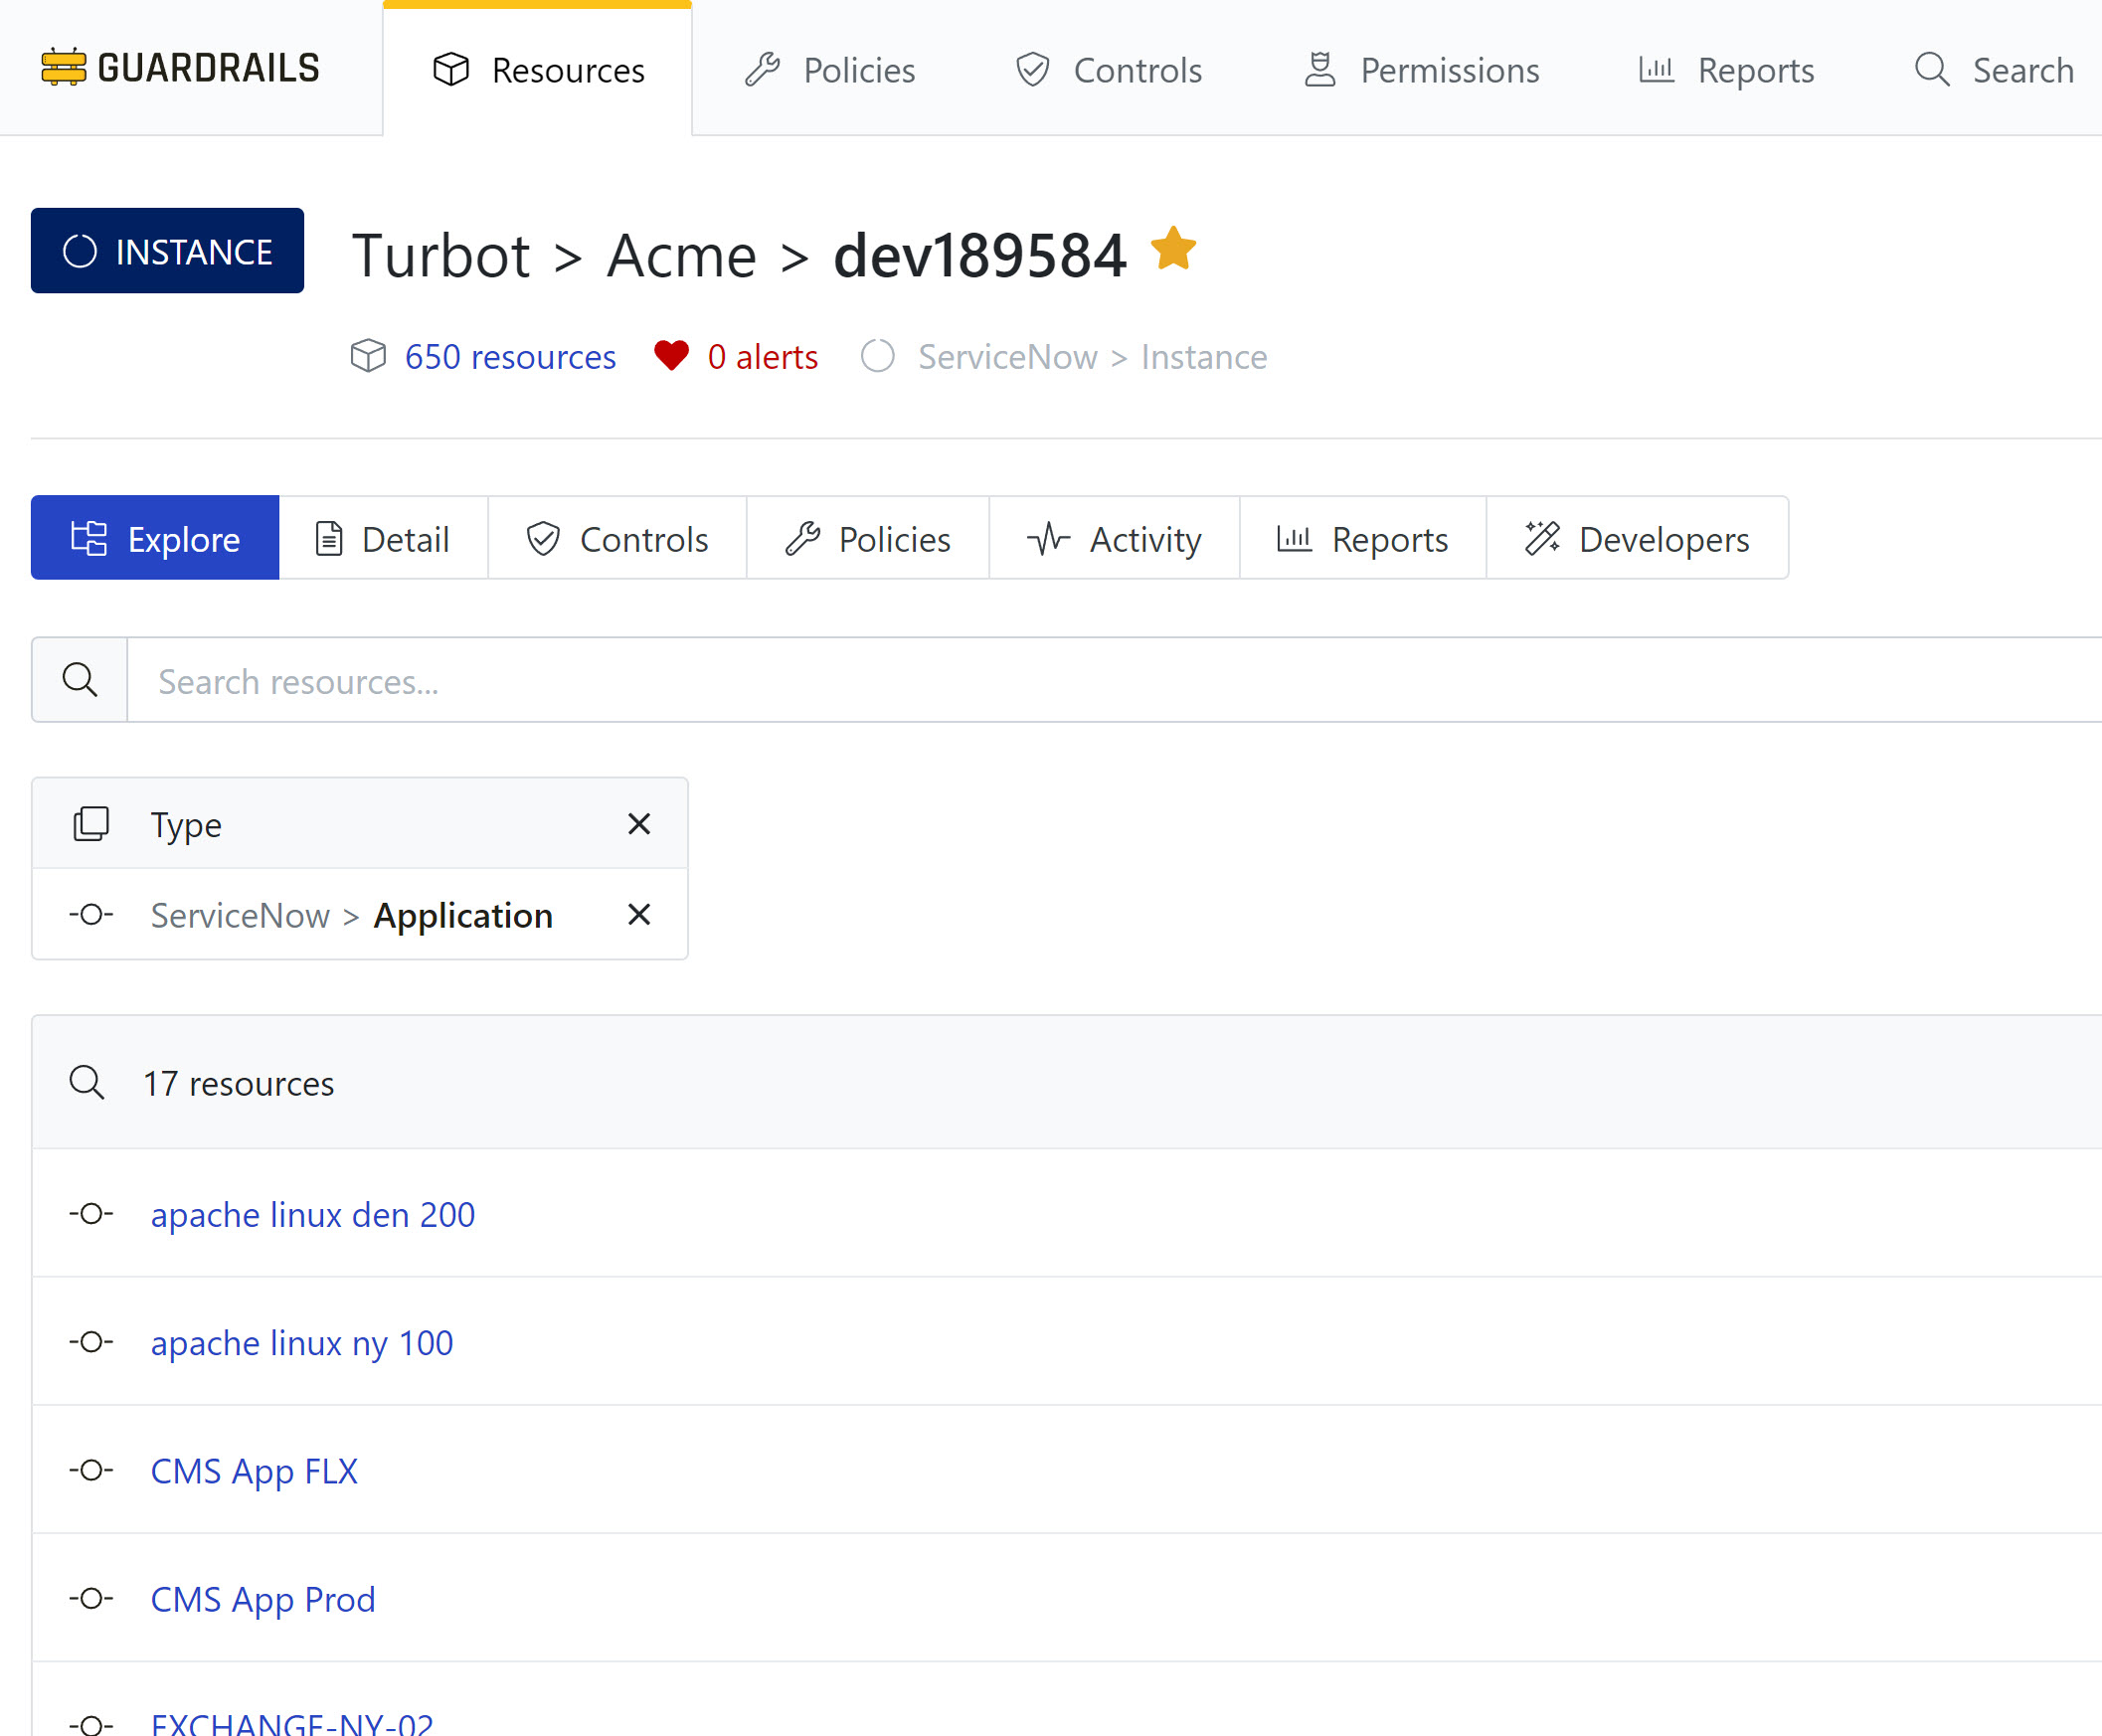 GUARDRAILS
Resources
Policies
Controls
Permissions
Reports
Search
INSTANCE
Turbot > Acme > dev189584
650 resources
0 alerts
ServiceNow > Instance
Explore
Detail
Controls
Policies
Activity
Reports
Developers
Search resources...
Type
ServiceNow > Application
17 resources
apache linux den 200
apache linux ny 100
CMS App FLX
CMS App Prod
EXCHANGE-NY-02